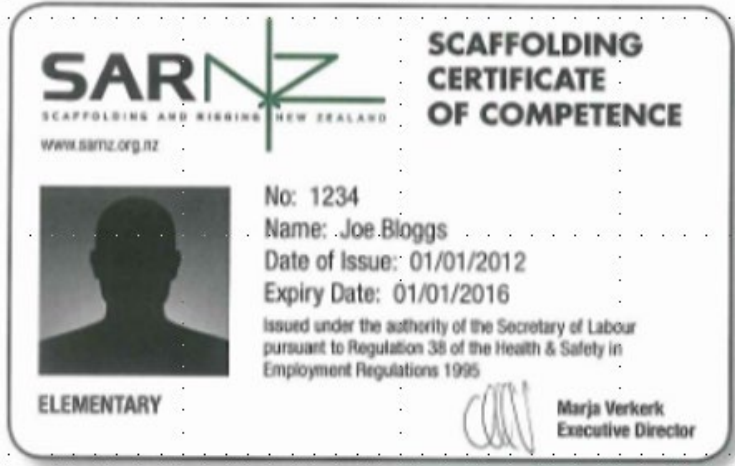 SARNZ
SCAFFOLDING AND RIGGING NEW ZEALAND
www.sarnz.org.nz
SCAFFOLDING
CERTIFICATE
OF COMPETENCE
No: 1234
Name: Joe Bloggs
Date of Issue: 01/01/2012
Expiry Date: 01/01/2016
Issued under the authority of the Secretary of Labour
pursuant to Regulation 38 of the Health & Safety in
Employment Regulations 1995
ELEMENTARY
Marja Verkerk
Executive Director